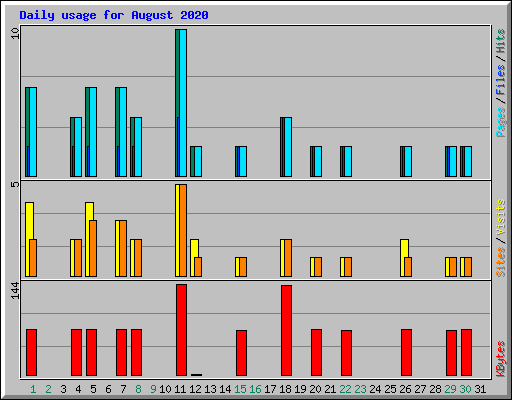 Daily usage for August 2020
10
Pages / Files / Hits
5
Sites / Visits
144
KBytes
1 2 3 4 5 6 7 8 9 10 11 12 13 14 15 16 17 18 19 20 21 22 23 24 25 26 27 28 29 30 31